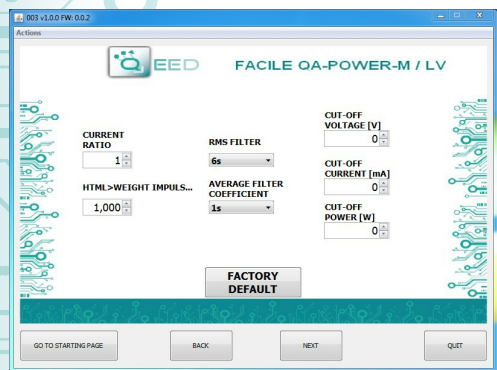 003 v1.0.0 FW: 0.0.2
Actions
QEED
FACILE QA-POWER-M / LV
CURRENT
RATIO
1
HTML>WEIGHT IMPULS...
1,000
RMS FILTER
6s
AVERAGE FILTER
COEFFICIENT
1s
CUT-OFF
VOLTAGE [V]
0
CUT-OFF
CURRENT [mA]
0
CUT-OFF
POWER [W]
0
FACTORY
DEFAULT
GO TO STARTING PAGE
BACK
NEXT
QUIT